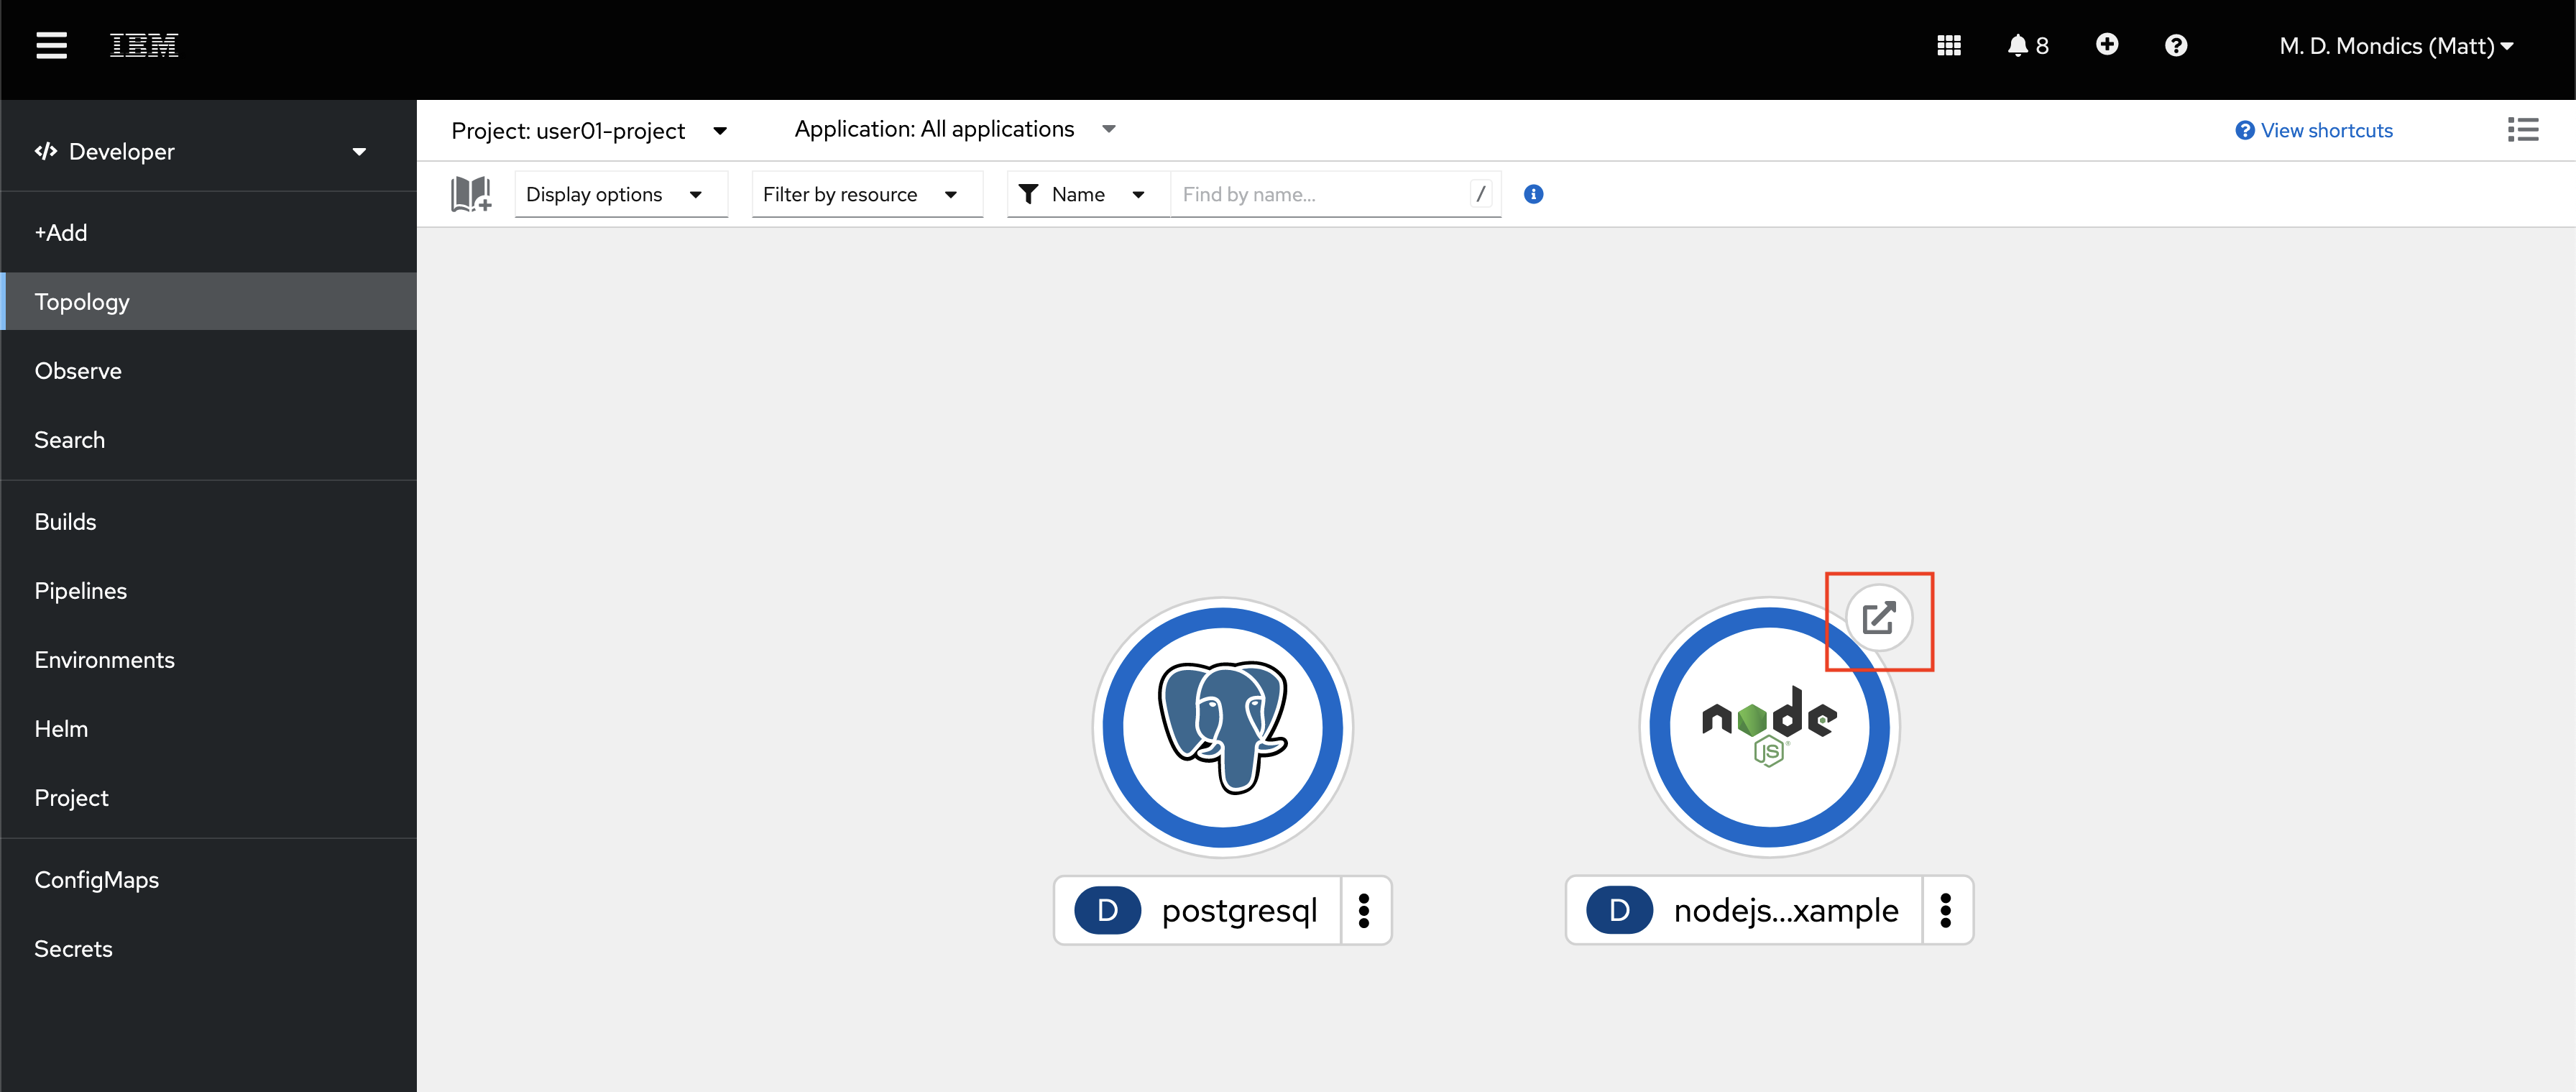 IBM
8
M. D. Mondics (Matt)
Developer
+Add
Topology
Observe
Search
Builds
Pipelines
Environments
Helm
Project
ConfigMaps
Secrets
Project: user01-project
Application: All applications
View shortcuts
Display options
Filter by resource
Name
Find by name...
/
node
JS
D postgresql
D nodejs...xample